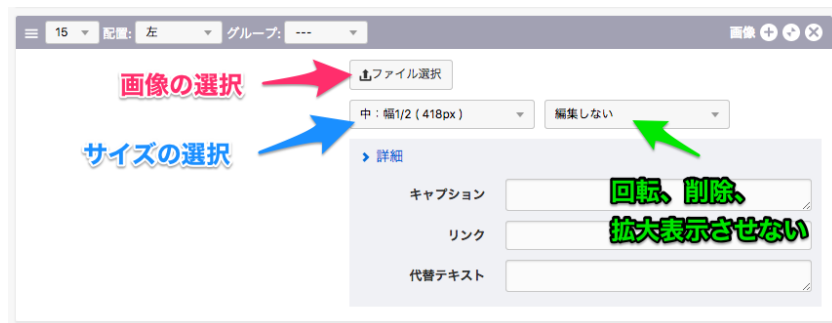 15 配置: 左 グループ: --- 画像
画像の選択
ファイル選択
サイズの選択
中：幅1/2 ( 418px )
編集しない
詳細
キャプション
回転、削除、
拡大表示させない
リンク
代替テキスト